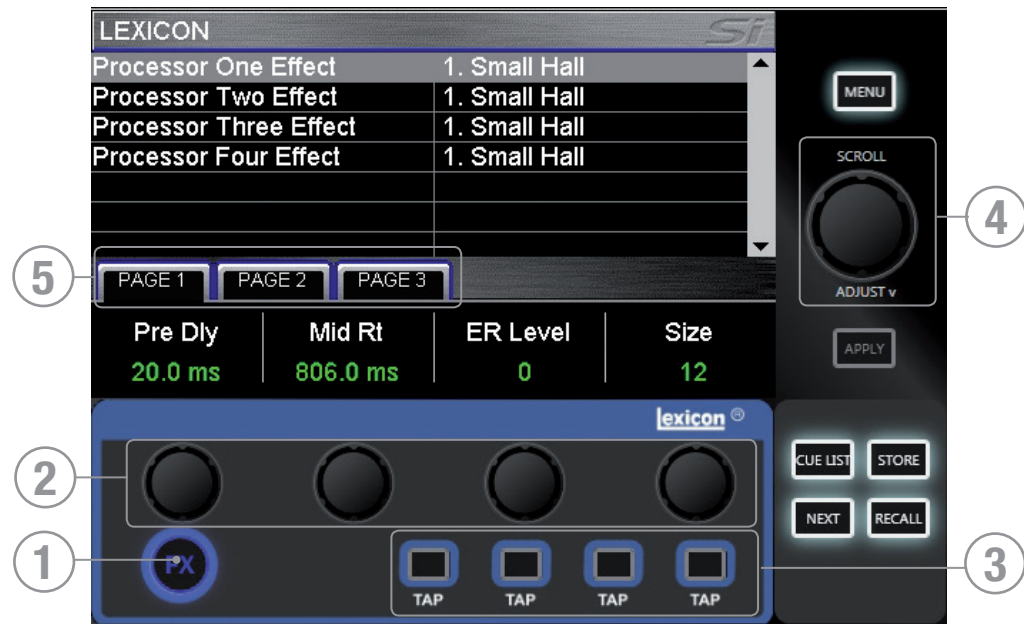 LEXICON Si
Processor One Effect 1. Small Hall
Processor Two Effect 1. Small Hall
Processor Three Effect 1. Small Hall
Processor Four Effect 1. Small Hall
PAGE 1 PAGE 2 PAGE 3
Pre Dly Mid Rt ER Level Size
20.0 ms 806.0 ms 0 12
MENU
SCROLL
ADJUST v
APPLY
4
5
lexicon ®
2
CUE LIST STORE
NEXT RECALL
1
FX
TAP TAP TAP TAP
3